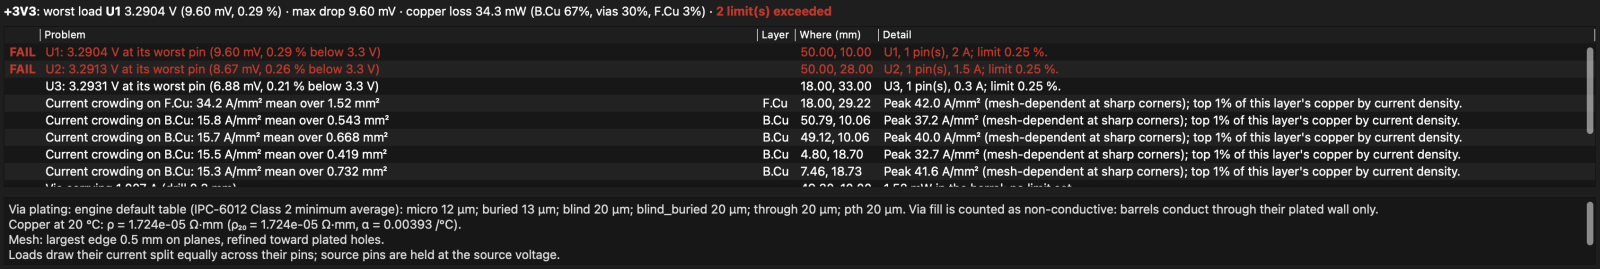 +3V3: worst load U1 3.2904 V (9.60 mV, 0.29 %) · max drop 9.60 mV · copper loss 34.3 mW (B.Cu 67%, vias 30%, F.Cu 3%) · 2 limit(s) exceeded
Problem Layer Where (mm) Detail
FAIL U1: 3.2904 V at its worst pin (9.60 mV, 0.29 % below 3.3 V) 50.00, 10.00 U1, 1 pin(s), 2 A; limit 0.25 %.
FAIL U2: 3.2913 V at its worst pin (8.67 mV, 0.26 % below 3.3 V) 50.00, 28.00 U2, 1 pin(s), 1.5 A; limit 0.25 %.
U3: 3.2931 V at its worst pin (6.88 mV, 0.21 % below 3.3 V) 18.00, 33.00 U3, 1 pin(s), 0.3 A; limit 0.25 %.
Current crowding on F.Cu: 34.2 A/mm² mean over 1.52 mm² F.Cu 18.00, 29.22 Peak 42.0 A/mm² (mesh-dependent at sharp corners); top 1% of this layer's copper by current density.
Current crowding on B.Cu: 15.8 A/mm² mean over 0.543 mm² B.Cu 50.79, 10.06 Peak 37.2 A/mm² (mesh-dependent at sharp corners); top 1% of this layer's copper by current density.
Current crowding on B.Cu: 15.7 A/mm² mean over 0.668 mm² B.Cu 49.12, 10.06 Peak 40.0 A/mm² (mesh-dependent at sharp corners); top 1% of this layer's copper by current density.
Current crowding on B.Cu: 15.5 A/mm² mean over 0.419 mm² B.Cu 4.80, 18.70 Peak 32.7 A/mm² (mesh-dependent at sharp corners); top 1% of this layer's copper by current density.
Current crowding on B.Cu: 15.3 A/mm² mean over 0.732 mm² B.Cu 7.46, 18.73 Peak 41.6 A/mm² (mesh-dependent at sharp corners); top 1% of this layer's copper by current density.
Via plating: engine default table (IPC-6012 Class 2 minimum average): micro 12 µm; buried 13 µm; blind 20 µm; blind_buried 20 µm; through 20 µm; pth 20 µm. Via fill is counted as non-conductive: barrels conduct through their plated wall only.
Copper at 20 °C: ρ = 1.724e-05 Ω·mm (ρ₂₀ = 1.724e-05 Ω·mm, α = 0.00393 /°C).
Mesh: largest edge 0.5 mm on planes, refined toward plated holes.
Loads draw their current split equally across their pins; source pins are held at the source voltage.